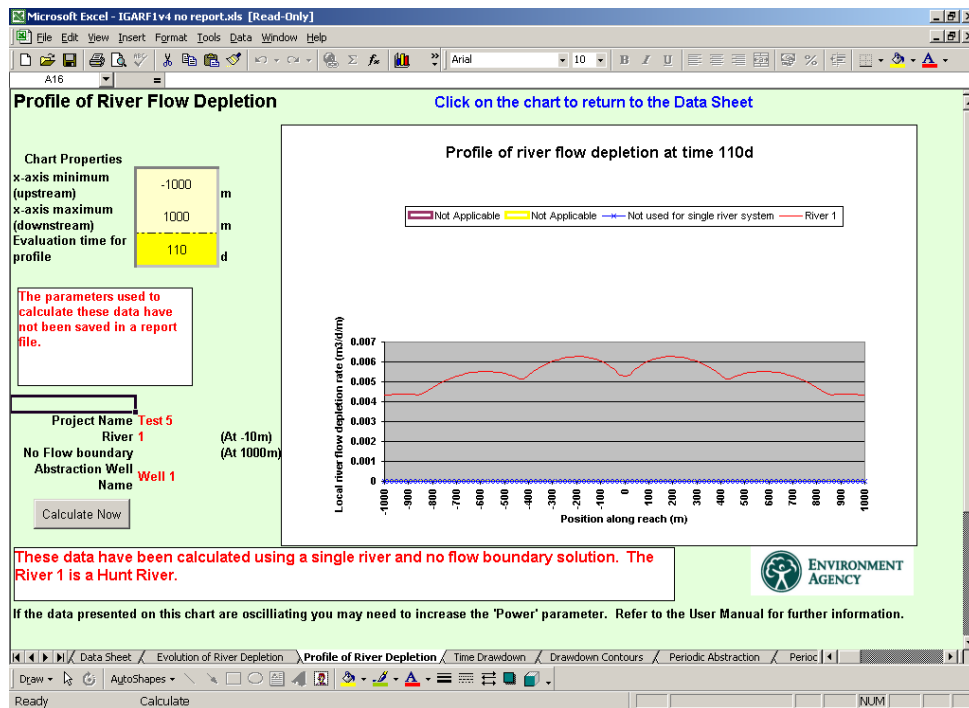 Microsoft Excel - IGARF1v4 no report.xls [Read-Only]
File Edit View Insert Format Tools Data Window Help
Arial 10 B I U
A16 =
Profile of River Flow Depletion
Click on the chart to return to the Data Sheet
Chart Properties
x-axis minimum
(upstream)
-1000 m
x-axis maximum
(downstream)
1000 m
Evaluation time for
profile
110 d
The parameters used to
calculate these data have
not been saved in a report
file.
Project Name Test 5
River 1 (At -10m)
No Flow boundary (At 1000m)
Abstraction Well
Name
Well 1
Calculate Now
Profile of river flow depletion at time 110d
Not Applicable Not Applicable Not used for single river system River 1
Local river flow depletion rate (m3/d/m)
0.007
0.006
0.005
0.004
0.003
0.002
0.001
0
-1000 -900 -800 -700 -600 -500 -400 -300 -200 -100 0 100 200 300 400 500 600 700 800 900 1000
Position along reach (m)
These data have been calculated using a single river and no flow boundary solution. The
River 1 is a Hunt River.
ENVIRONMENT
AGENCY
If the data presented on this chart are oscilliating you may need to increase the 'Power' parameter. Refer to the User Manual for further information.
Data Sheet Evolution of River Depletion Profile of River Depletion Time Drawdown Drawdown Contours Periodic Abstraction Perioc
Draw AutoShapes
Ready Calculate NUM